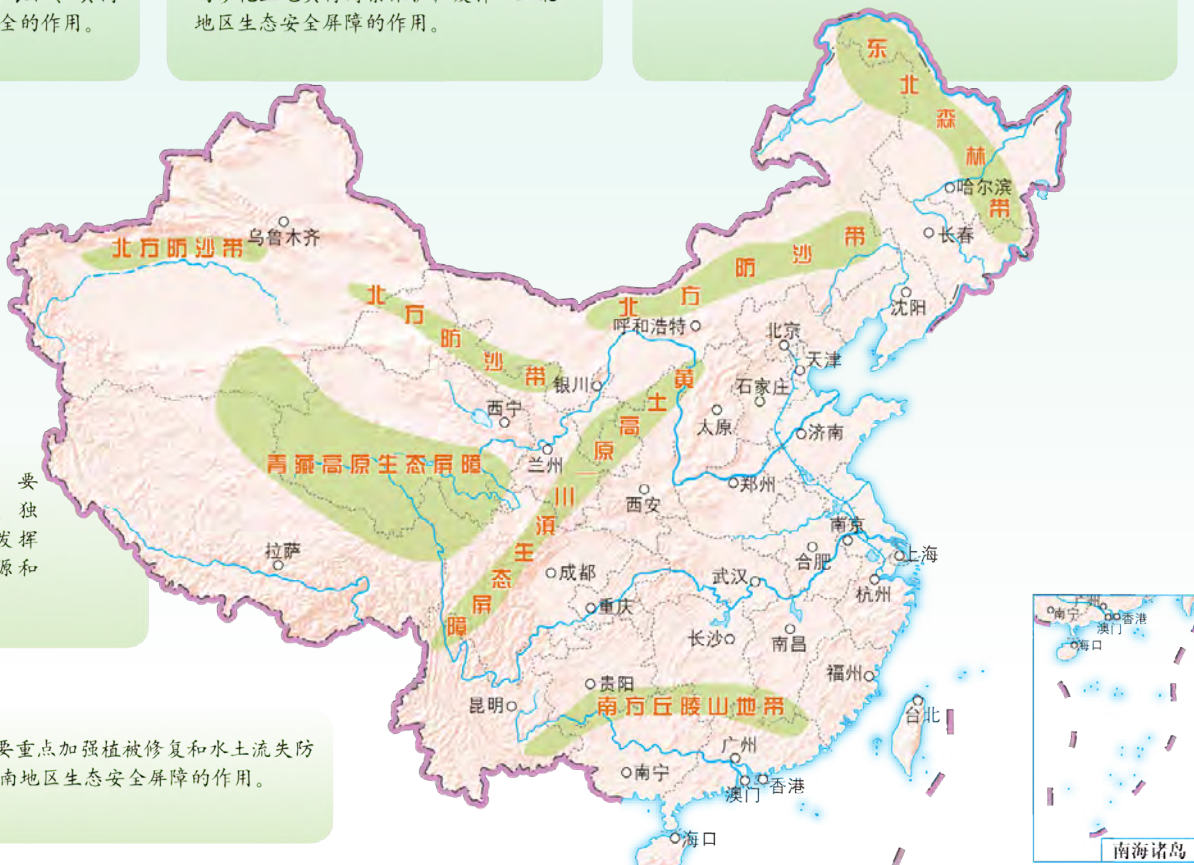 全的作用。
地区生态安全屏障的作用。
东北森林带
哈尔滨
长春
沈阳
北方防沙带
乌鲁木齐
北方防沙带
北方防沙带
呼和浩特
北京
天津
石家庄
太原
济南
银川
西宁
兰州
黄土高原—川滇生态屏障
青藏高原生态屏障
郑州
西安
南京
合肥
上海
杭州
武汉
成都
重庆
拉萨
长沙
南昌
福州
台北
贵阳
昆明
南方丘陵山地带
广州
南宁
澳门
香港
海口
要
独
发挥
源和
要重点加强植被修复和水土流失防
南地区生态安全屏障的作用。
广州
南宁
香港
澳门
海口
南海诸岛